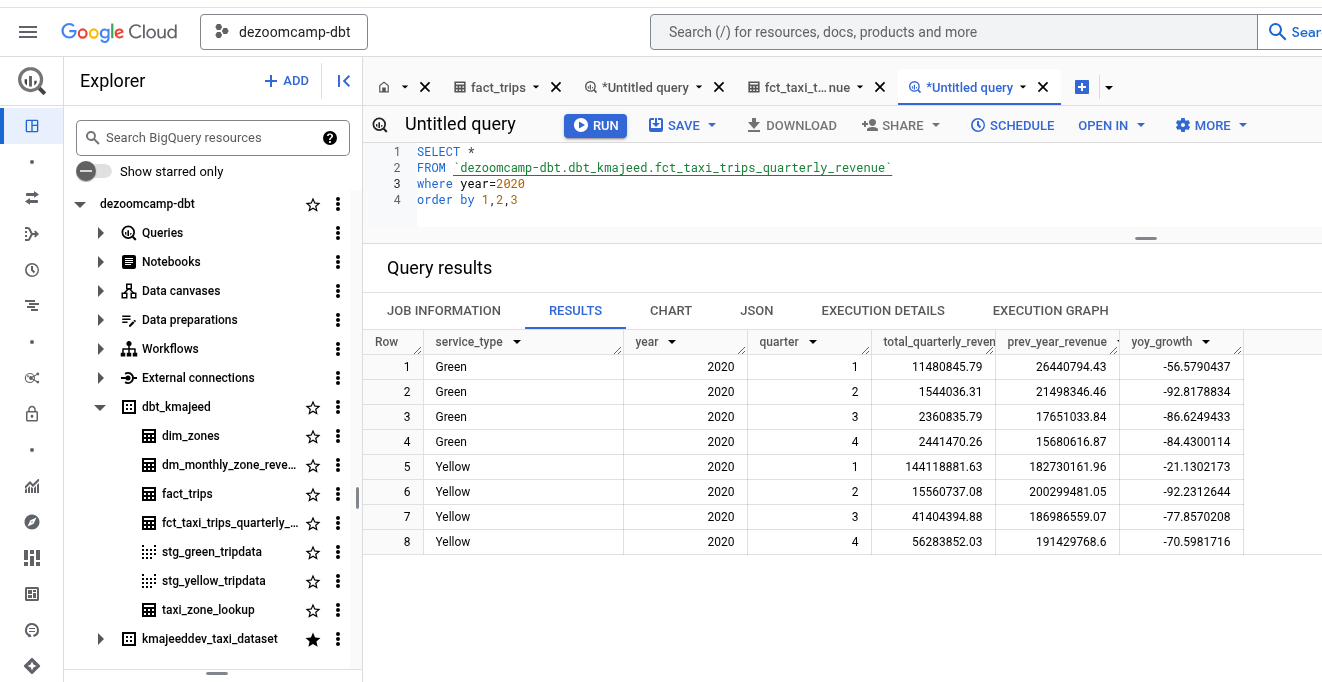 Google Cloud
dezoomcamp-dbt
Search (/) for resources, docs, products and more
Sear
Explorer
+ ADD
Search BigQuery resources
Show starred only
dezoomcamp-dbt
Queries
Notebooks
Data canvases
Data preparations
Workflows
External connections
dbt_kmajeed
dim_zones
dm_monthly_zone_reve...
fact_trips
fct_taxi_trips_quarterly_...
stg_green_tripdata
stg_yellow_tripdata
taxi_zone_lookup
kmajeeddev_taxi_dataset
fact_trips
*Untitled query
fct_taxi_t...nue
*Untitled query
Untitled query
RUN
SAVE
DOWNLOAD
SHARE
SCHEDULE
OPEN IN
MORE
1 SELECT *
2 FROM `dezoomcamp-dbt.dbt_kmajeed.fct_taxi_trips_quarterly_revenue`
3 where year=2020
4 order by 1,2,3
Query results
JOB INFORMATION RESULTS CHART JSON EXECUTION DETAILS EXECUTION GRAPH
Row service_type year quarter total_quarterly_reven prev_year_revenue yoy_growth
1 Green 2020 1 11480845.79 26440794.43 -56.5790437
2 Green 2020 2 1544036.31 21498346.46 -92.8178834
3 Green 2020 3 2360835.79 17651033.84 -86.6249433
4 Green 2020 4 2441470.26 15680616.87 -84.4300114
5 Yellow 2020 1 144118881.63 182730161.96 -21.1302173
6 Yellow 2020 2 15560737.08 200299481.05 -92.2312644
7 Yellow 2020 3 41404394.88 186986559.07 -77.8570208
8 Yellow 2020 4 56283852.03 191429768.6 -70.5981716